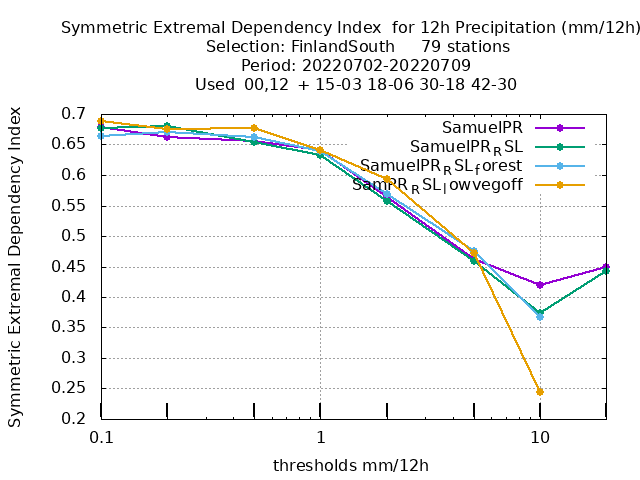 Symmetric Extremal Dependency Index for 12h Precipitation (mm/12h)
Selection: FinlandSouth 79 stations
Period: 20220702-20220709
Used 00,12 + 15-03 18-06 30-18 42-30
Symmetric Extremal Dependency Index
0.7
0.65
0.6
0.55
0.5
0.45
0.4
0.35
0.3
0.25
0.2
SamuelPR
SamuelPR_RSL
SamuelPR_RSL_forest
SamPR_RSL_lowvegoff
0.1 1 10
thresholds mm/12h